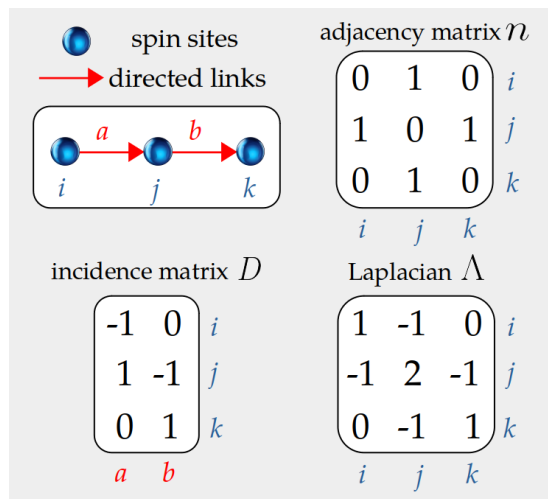 spin sites
directed links
a b
i j k
adjacency matrix n
0 1 0 i
1 0 1 j
0 1 0 k
i j k
incidence matrix D
-1 0 i
1 -1 j
0 1 k
a b
Laplacian Λ
1 -1 0 i
-1 2 -1 j
0 -1 1 k
i j k